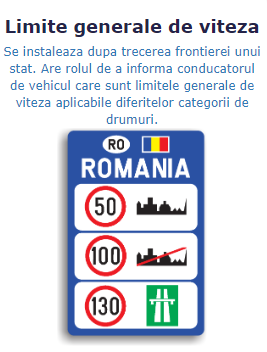 Limite generale de viteza
Se instaleaza dupa trecerea frontierei unui
stat. Are rolul de a informa conducatorul
de vehicul care sunt limitele generale de
viteza aplicabile diferitelor categorii de
drumuri.
RO
ROMANIA
50
100
130